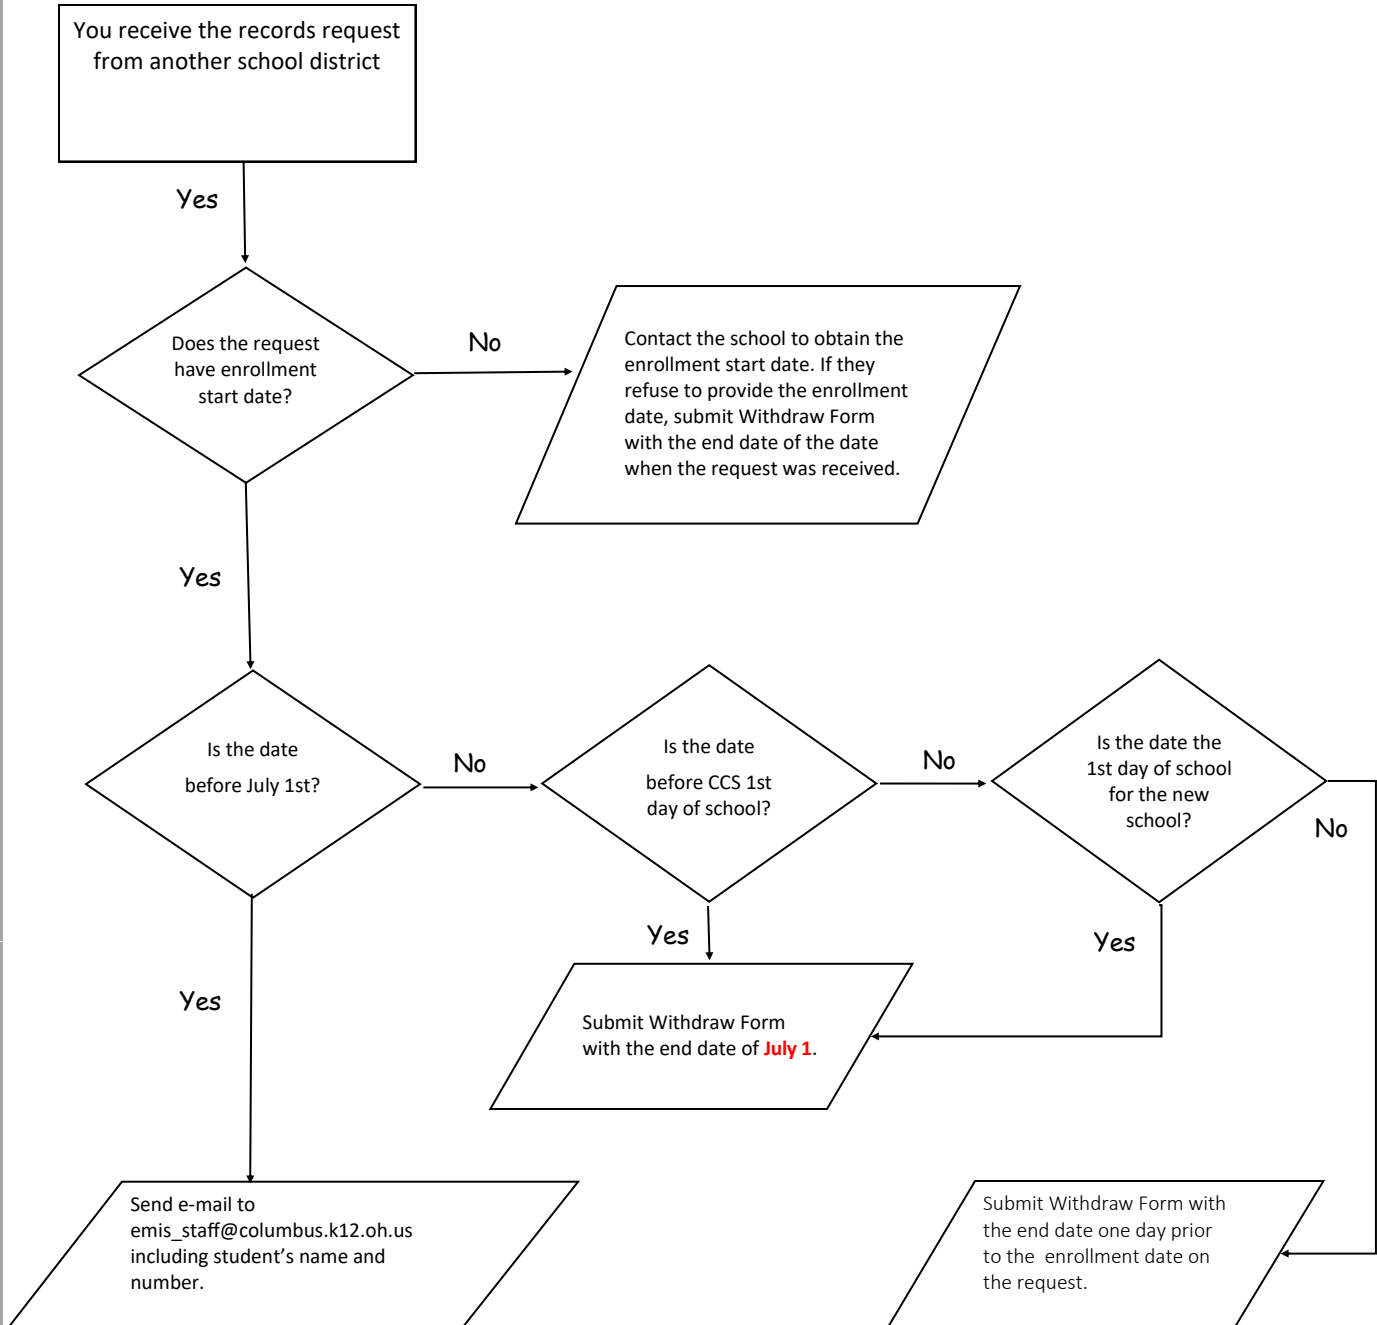 You receive the records request
from another school district
Yes
Does the request
have enrollment
start date?
No
Contact the school to obtain the
enrollment start date. If they
refuse to provide the enrollment
date, submit Withdraw Form
with the end date of the date
when the request was received.
Yes
Is the date
before July 1st?
No
Is the date
before CCS 1st
day of school?
No
Is the date the
1st day of school
for the new
school?
No
Yes
Yes
Yes
Submit Withdraw Form
with the end date of July 1.
Send e-mail to
emis_staff@columbus.k12.oh.us
including student’s name and
number.
Submit Withdraw Form with
the end date one day prior
to the  enrollment date on
the request.